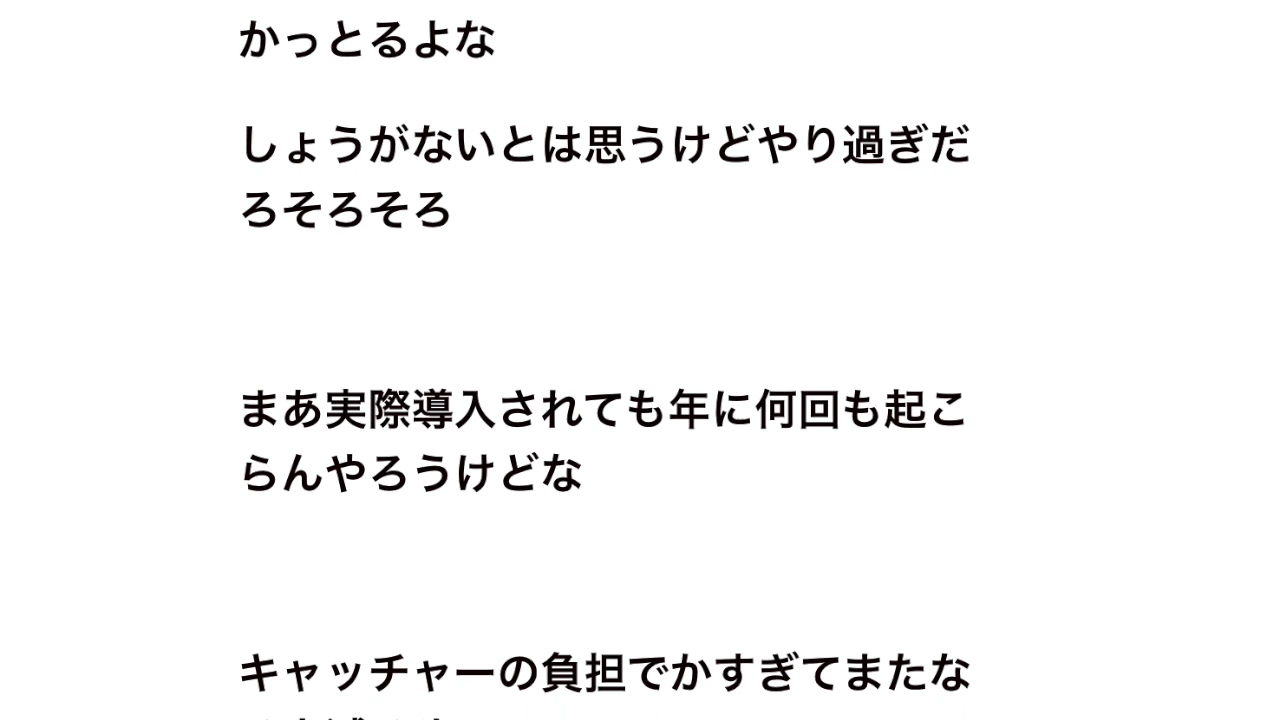 かっとるよな
しょうがないとは思うけどやり過ぎだ
ろそろそろ
まあ実際導入されても年に何回も起こ
らんやろうけどな
キャッチャーの負担でかすぎてまたな